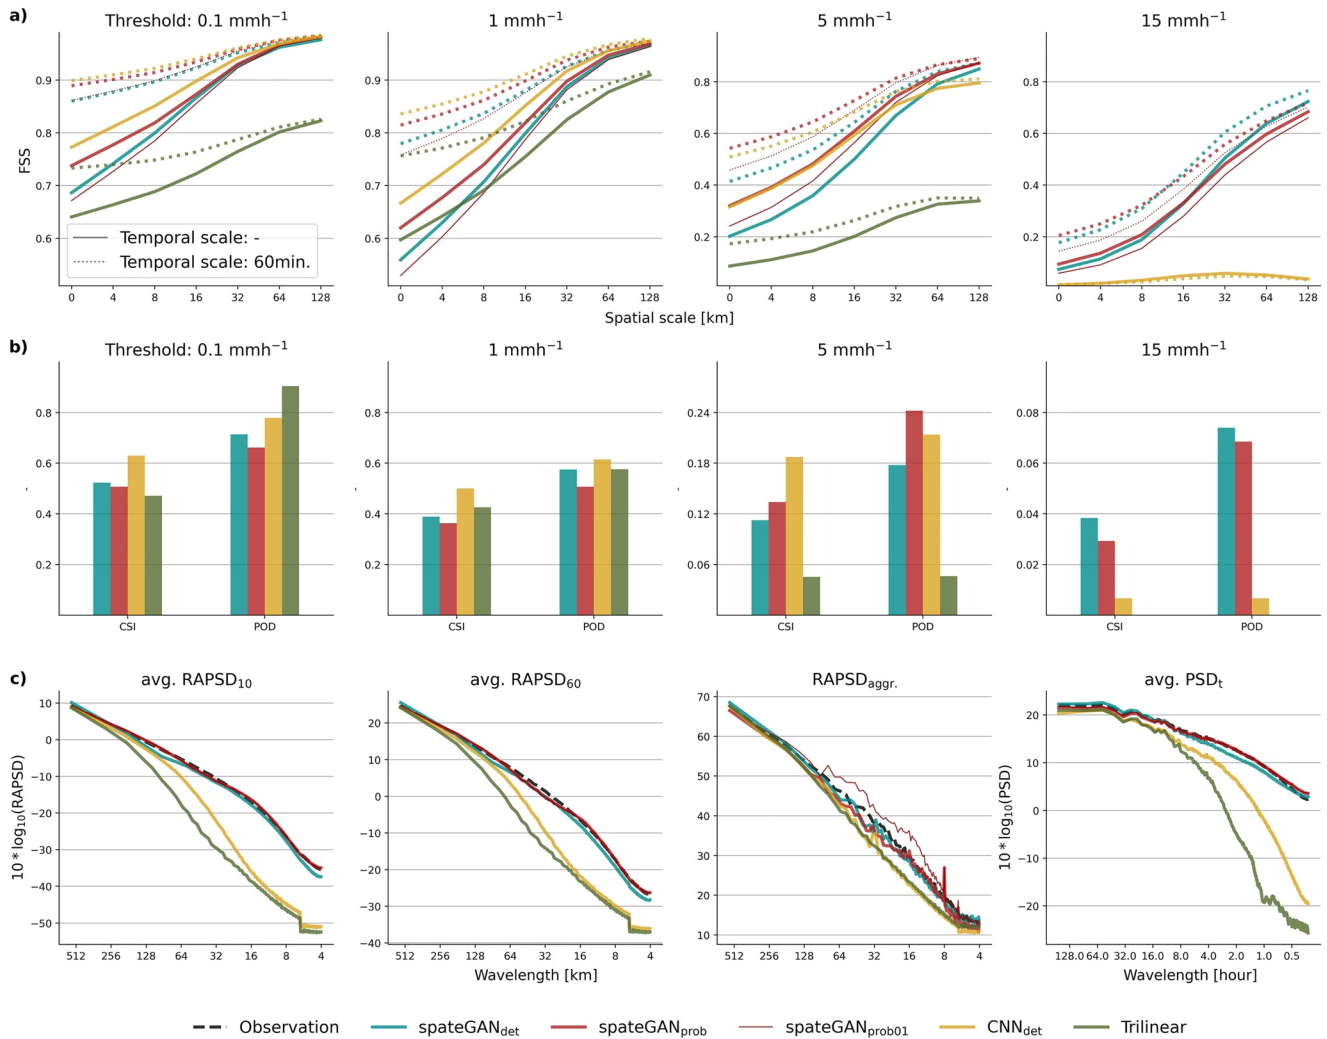 a)
Threshold: 0.1 mmh⁻¹
1 mmh⁻¹
5 mmh⁻¹
15 mmh⁻¹
FSS
0.9
0.8
0.7
0.6
0.9
0.8
0.7
0.6
0.8
0.6
0.4
0.2
0.8
0.6
0.4
0.2
Temporal scale: -
Temporal scale: 60min.
0 4 8 16 32 64 128
0 4 8 16 32 64 128
0 4 8 16 32 64 128
0 4 8 16 32 64 128
Spatial scale [km]
b)
Threshold: 0.1 mmh⁻¹
1 mmh⁻¹
5 mmh⁻¹
15 mmh⁻¹
-
0.8
0.6
0.4
0.2
-
0.8
0.6
0.4
0.2
-
0.24
0.18
0.12
0.06
-
0.08
0.06
0.04
0.02
CSI POD
CSI POD
CSI POD
CSI POD
c)
avg. RAPSD₁₀
avg. RAPSD₆₀
RAPSDaggr.
avg. PSDt
10 * log₁₀(RAPSD)
10
0
−10
−20
−30
−40
−50
20
10
0
−10
−20
−30
−40
70
60
50
40
30
20
10
10 * log₁₀(PSD)
20
10
0
−10
−20
512 256 128 64 32 16 8 4
512 256 128 64 32 16 8 4
512 256 128 64 32 16 8 4
128.0 64.0 32.0 16.0 8.0 4.0 2.0 1.0 0.5
Wavelength [km]
Wavelength [hour]
Observation
spateGANdet
spateGANprob
spateGANprob01
CNNdet
Trilinear